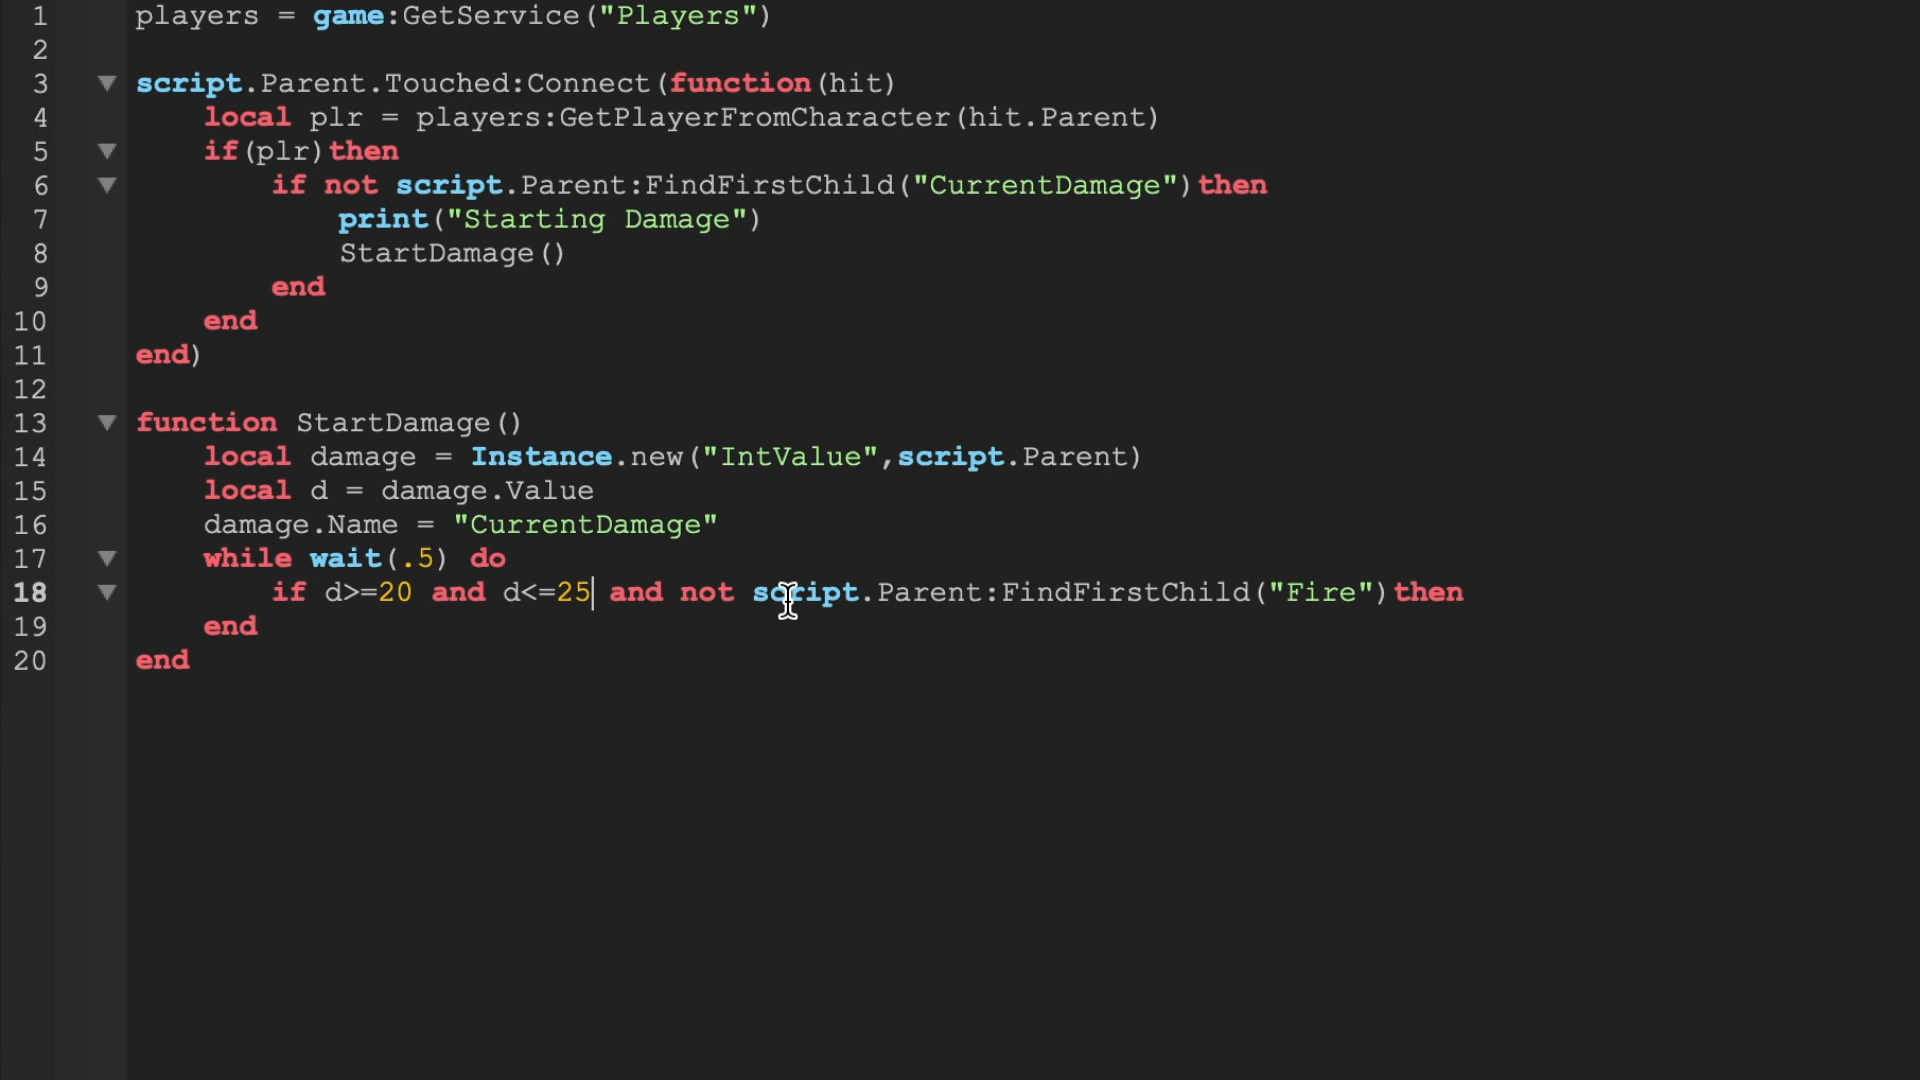 1 players = game:GetService("Players")
2
3 script.Parent.Touched:Connect(function(hit)
4 local plr = players:GetPlayerFromCharacter(hit.Parent)
5 if(plr)then
6 if not script.Parent:FindFirstChild("CurrentDamage")then
7 print("Starting Damage")
8 StartDamage()
9 end
10 end
11 end)
12
13 function StartDamage()
14 local damage = Instance.new("IntValue",script.Parent)
15 local d = damage.Value
16 damage.Name = "CurrentDamage"
17 while wait(.5) do
18 if d>=20 and d<=25 and not script.Parent:FindFirstChild("Fire")then
19 end
20 end